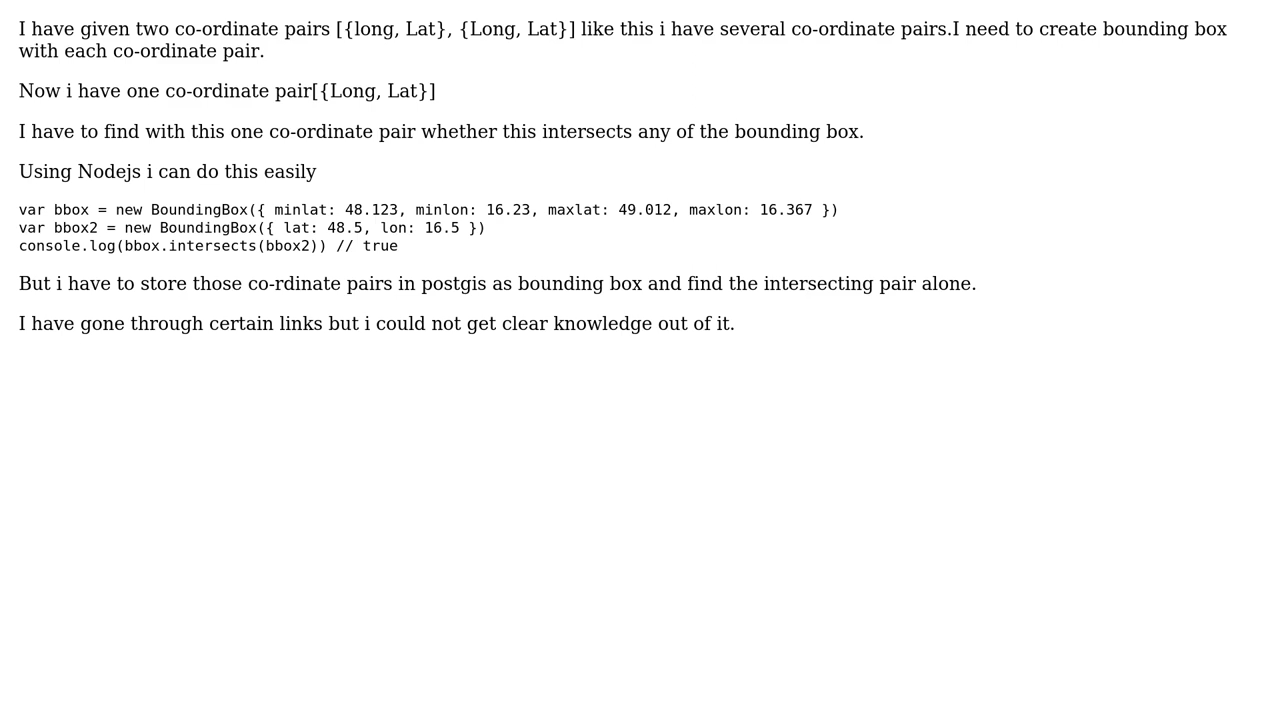 I have given two co-ordinate pairs [{long, Lat}, {Long, Lat}] like this i have several co-ordinate pairs.I need to create bounding box
with each co-ordinate pair.
Now i have one co-ordinate pair[{Long, Lat}]
I have to find with this one co-ordinate pair whether this intersects any of the bounding box.
Using Nodejs i can do this easily
var bbox = new BoundingBox({ minlat: 48.123, minlon: 16.23, maxlat: 49.012, maxlon: 16.367 })
var bbox2 = new BoundingBox({ lat: 48.5, lon: 16.5 })
console.log(bbox.intersects(bbox2)) // true
But i have to store those co-rdinate pairs in postgis as bounding box and find the intersecting pair alone.
I have gone through certain links but i could not get clear knowledge out of it.